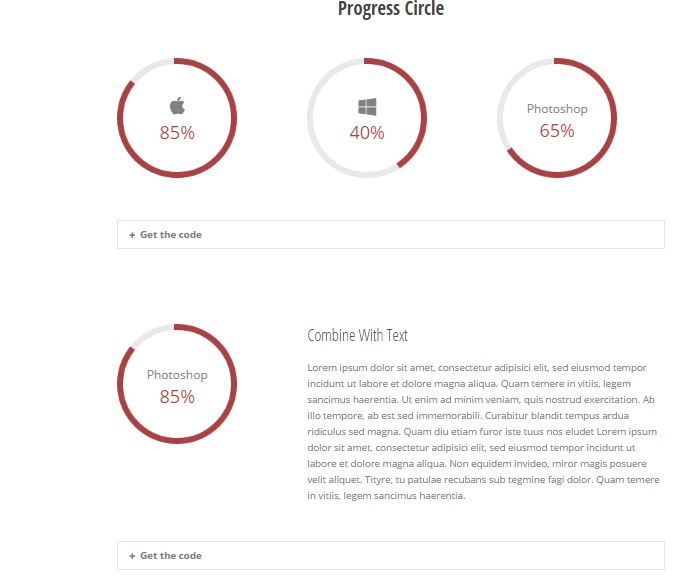 Progress Circle
85%
40%
Photoshop
65%
+ Get the code
Photoshop
85%
Combine With Text
Lorem ipsum dolor sit amet, consectetur adipisici elit, sed eiusmod tempor
incidunt ut labore et dolore magna aliqua. Quam temere in vitiis, legem
sancimus haerentia. Ut enim ad minim veniam, quis nostrud exercitation. Ab
illo tempore, ab est sed immemorabili. Curabitur blandit tempus ardua
ridiculus sed magna. Quam diu etiam furor iste tuus nos eludet Lorem ipsum
dolor sit amet, consectetur adipisici elit, sed eiusmod tempor incidunt ut
labore et dolore magna aliqua. Non equidem invideo, miror magis posuere
velit aliquet. Tityre, tu patulae recubans sub tegmine fagi dolor. Quam temere
in vitiis, legem sancimus haerentia.
+ Get the code